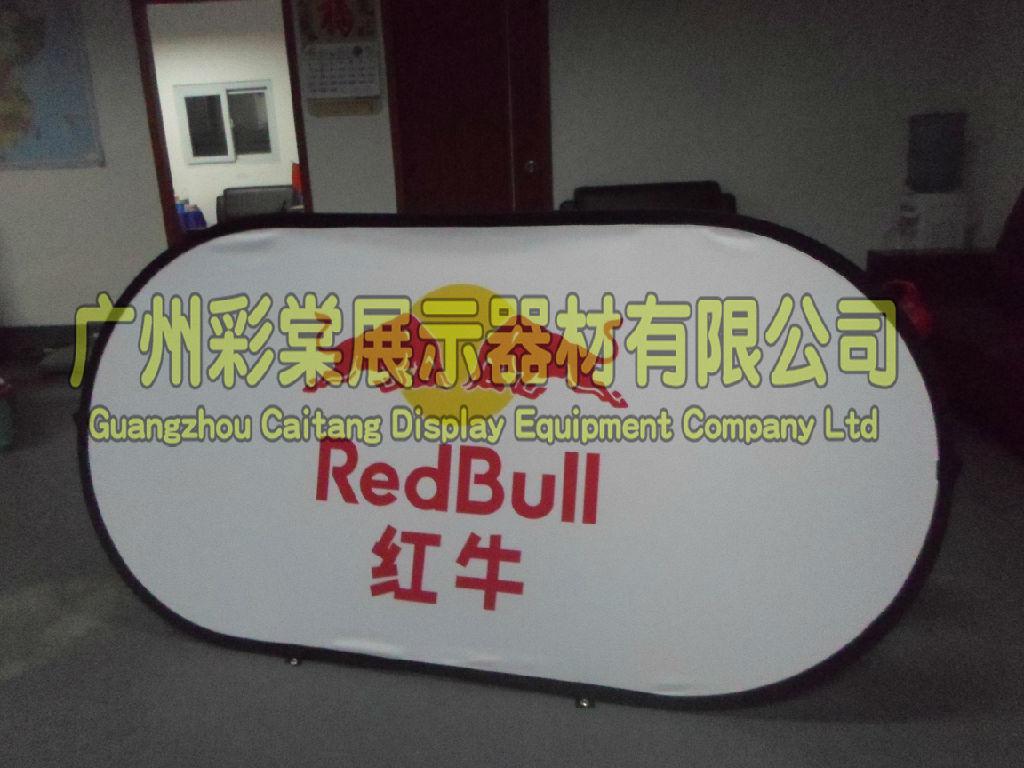 福
广州彩棠展示器材有限公司
Guangzhou Caitang Display Equipment Company Ltd
RedBull
红牛